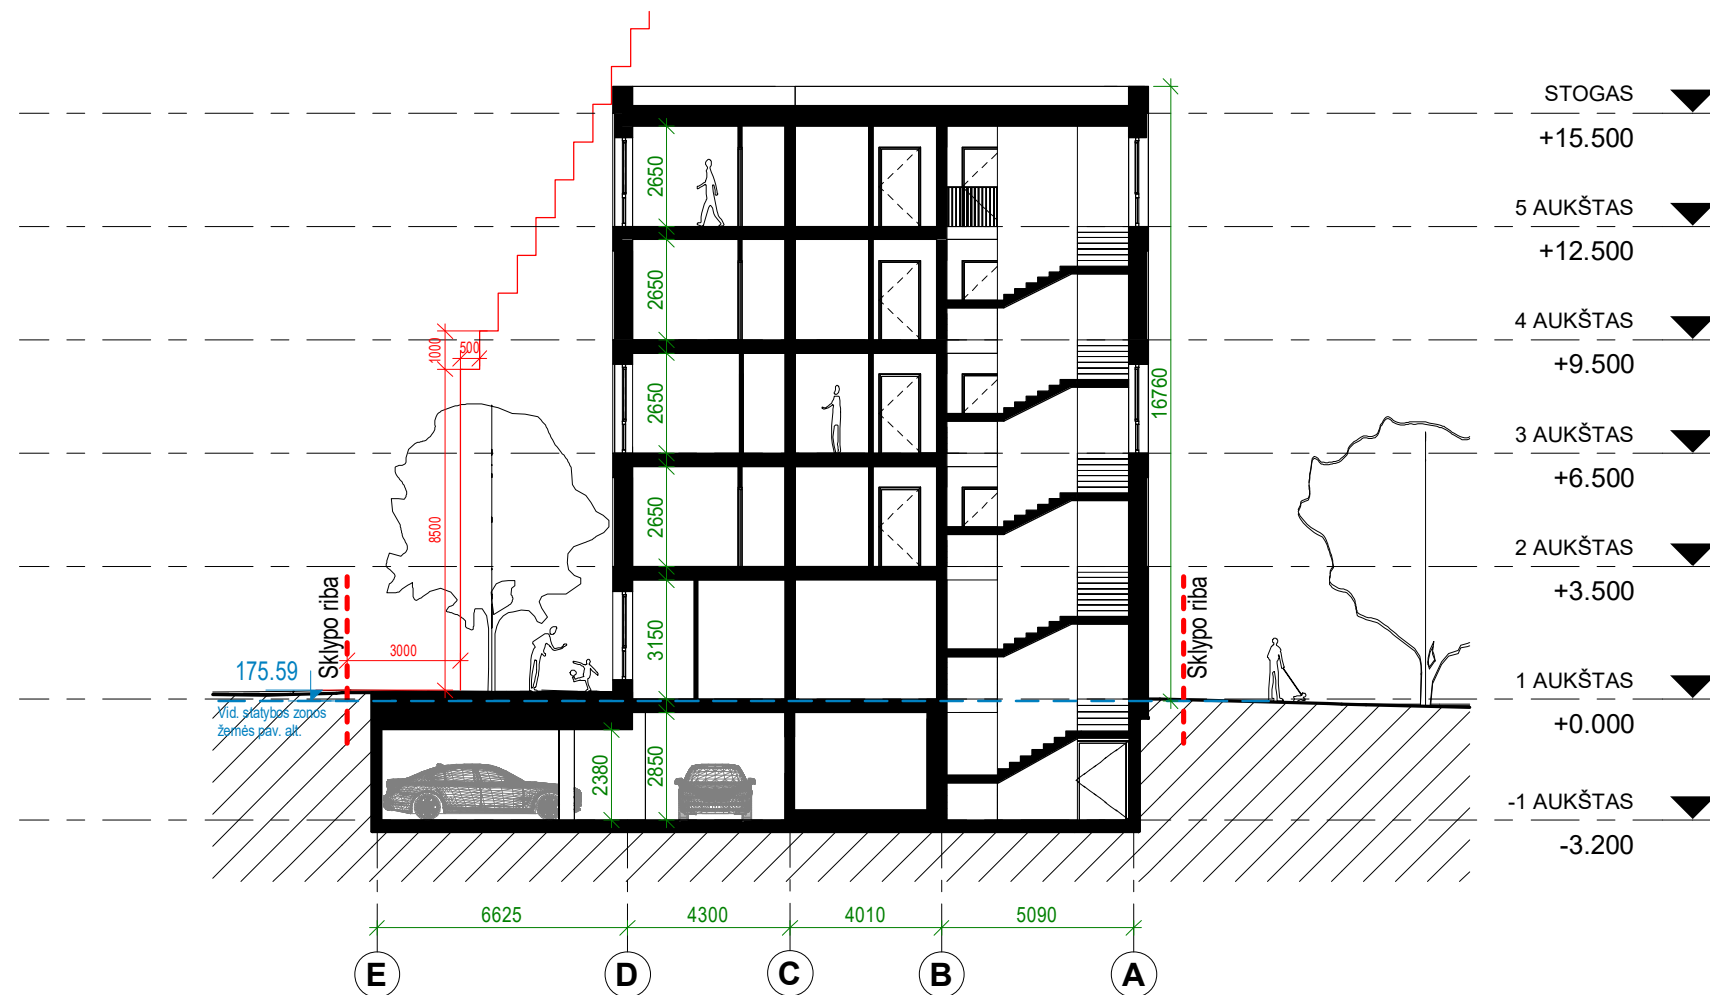 STOGAS
+15.500
5 AUKŠTAS
+12.500
4 AUKŠTAS
+9.500
3 AUKŠTAS
+6.500
2 AUKŠTAS
+3.500
1 AUKŠTAS
+0.000
-1 AUKŠTAS
-3.200
2650
2650
2650
2650
3150
2850
2380
16760
1000
500
8500
3000
Sklypo riba
Sklypo riba
175.59
Vid. statybos zonos
žemės pav. alt.
6625
4300
4010
5090
E
D
C
B
A